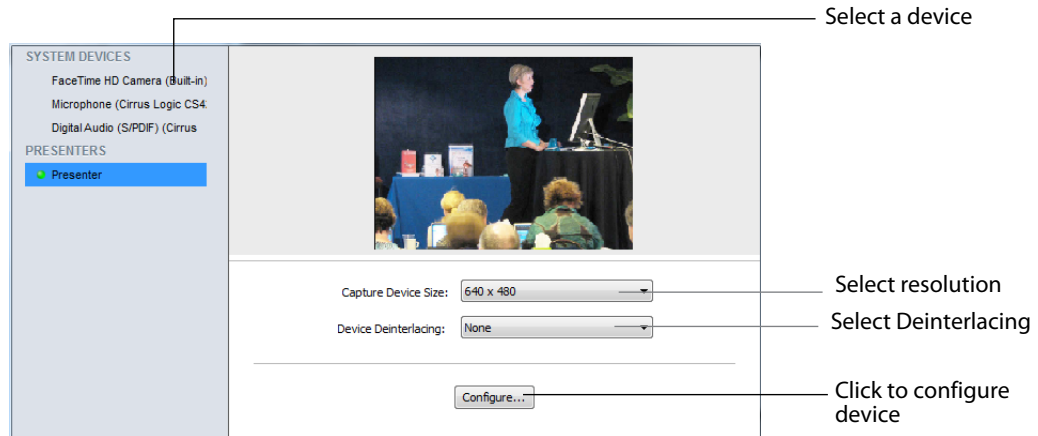 Select a device
SYSTEM DEVICES
FaceTime HD Camera (Built-in)
Microphone (Cirrus Logic CS4
Digital Audio (S/PDIF) (Cirrus
PRESENTERS
Presenter
Capture Device Size: 640 x 480
Select resolution
Device Deinterlacing: None
Select Deinterlacing
Configure...
Click to configure
device